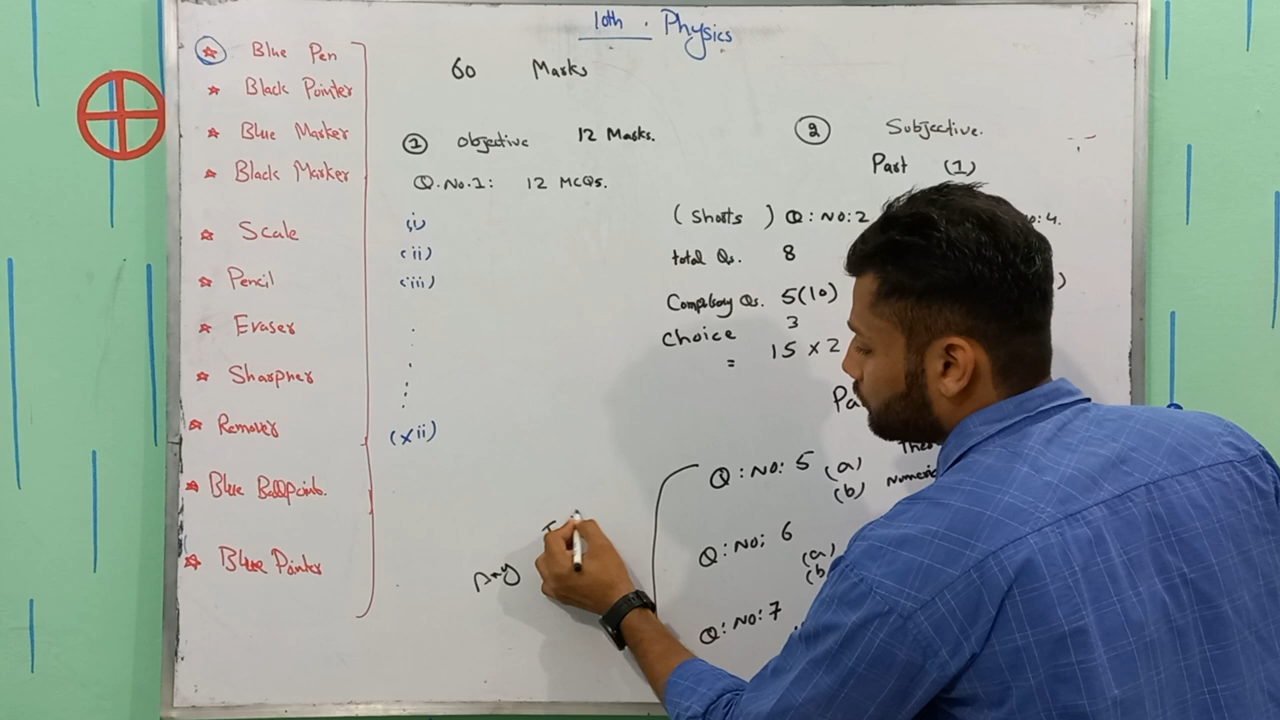 10th . Physics
60 Marks
Blue Pen
Black Pointer
Blue Marker
Black Marker
Scale
Pencil
Eraser
Sharpner
Remover
Blue Ballpoint.
Blue Pointer
① Objective 12 Marks.
Q.No.1: 12 MCQs.
(i)
(ii)
(iii)
(xii)
② Subjective.
Part (1)
(Shorts ) Q:NO:2
total Qs. 8
Compulsory Qs. 5(10)
Choice 3
= 15 x 2
Q:NO:5 (a)
(b)
Q:NO:6
(a)
(b
Q:NO:7
Any